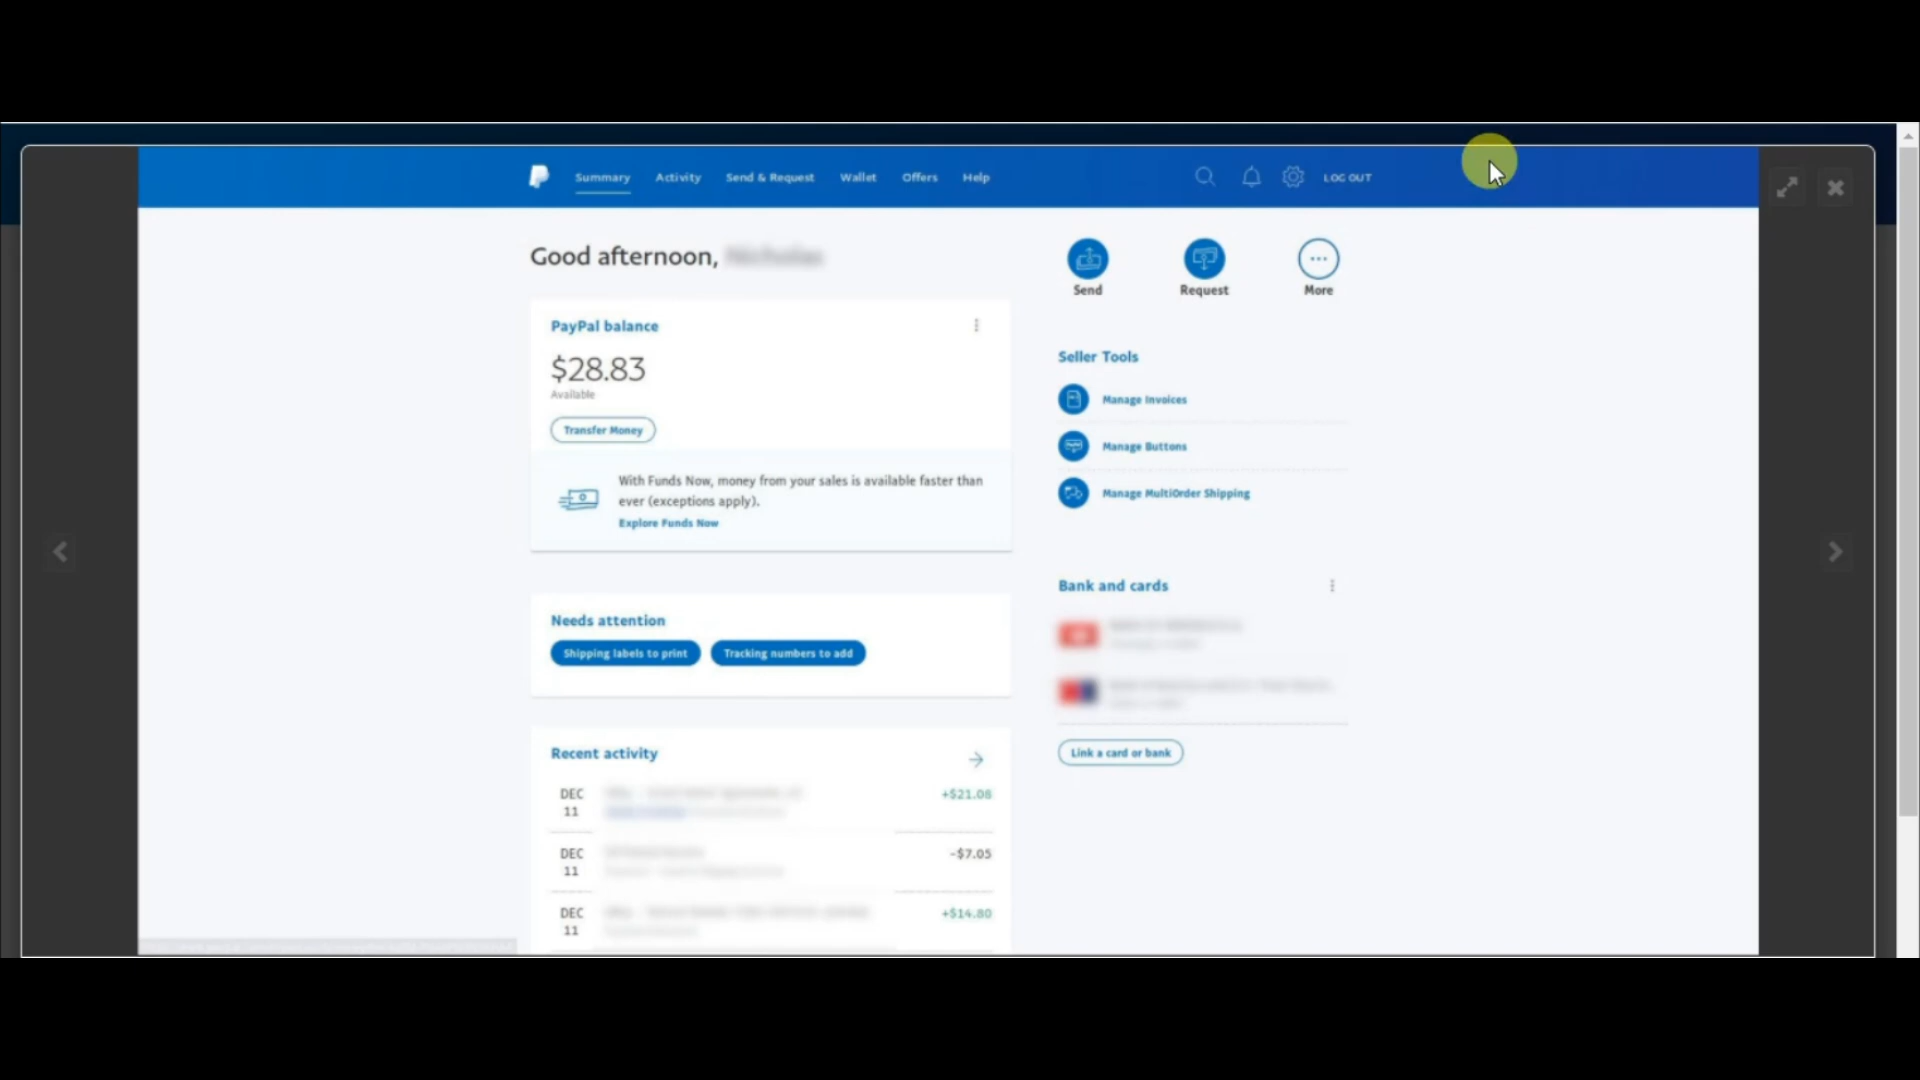 Summary Activity Send & Request Wallet Offers Help LOG OUT
Good afternoon,
Send Request More
PayPal balance
$28.83
Available
Transfer Money
With Funds Now, money from your sales is available faster than
ever (exceptions apply).
Explore Funds Now
Needs attention
Shipping labels to print Tracking numbers to add
Recent activity
DEC
11
+$21.08
DEC
11
-$7.05
DEC
11
+$14.80
Seller Tools
Manage Invoices
Manage Buttons
Manage MultiOrder Shipping
Bank and cards
Link a card or bank